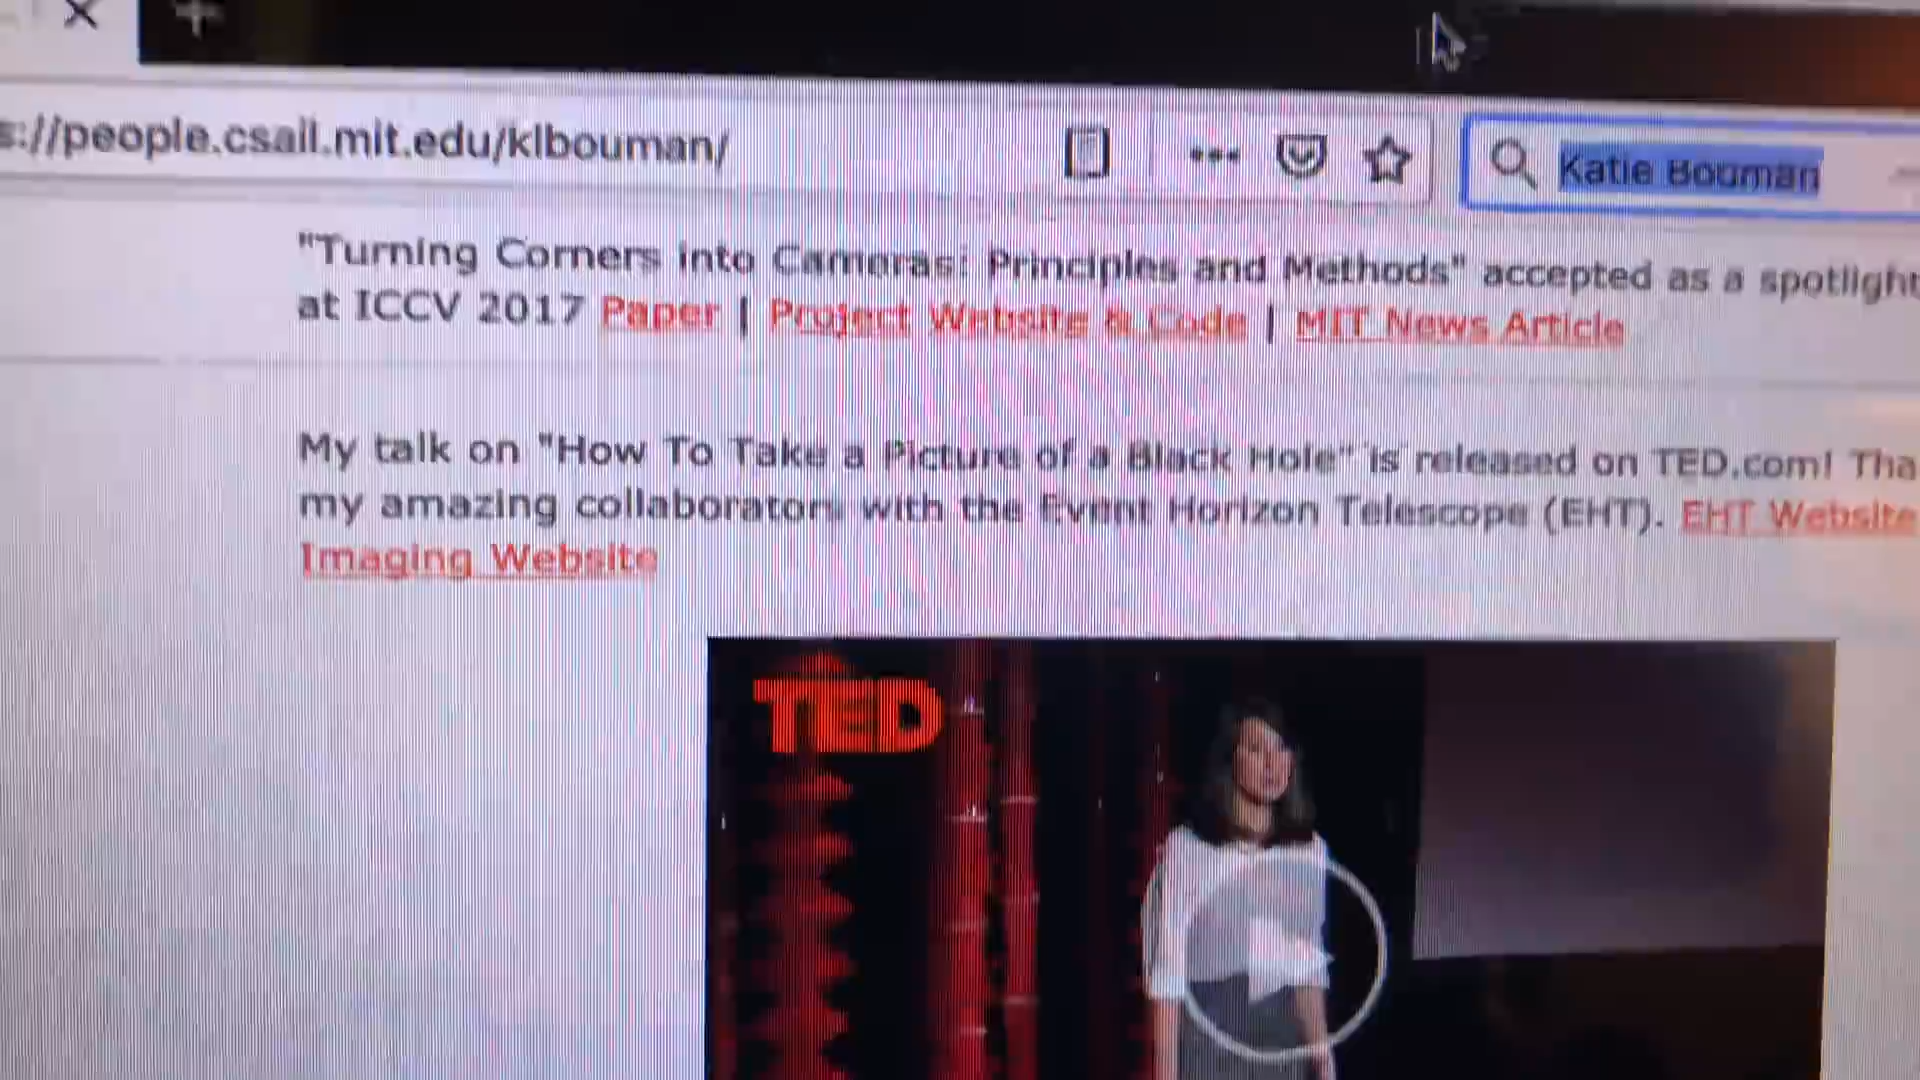 s://people.csail.mit.edu/klbouman/
Katie Bouman
"Turning Corners into Cameras: Principles and Methods" accepted as a spotlight
at ICCV 2017 Paper | Project Website & Code | MIT News Article
My talk on "How To Take a Picture of a Black Hole" is released on TED.com! Tha
my amazing collaborators with the Event Horizon Telescope (EHT). EHT Website
Imaging Website
TED